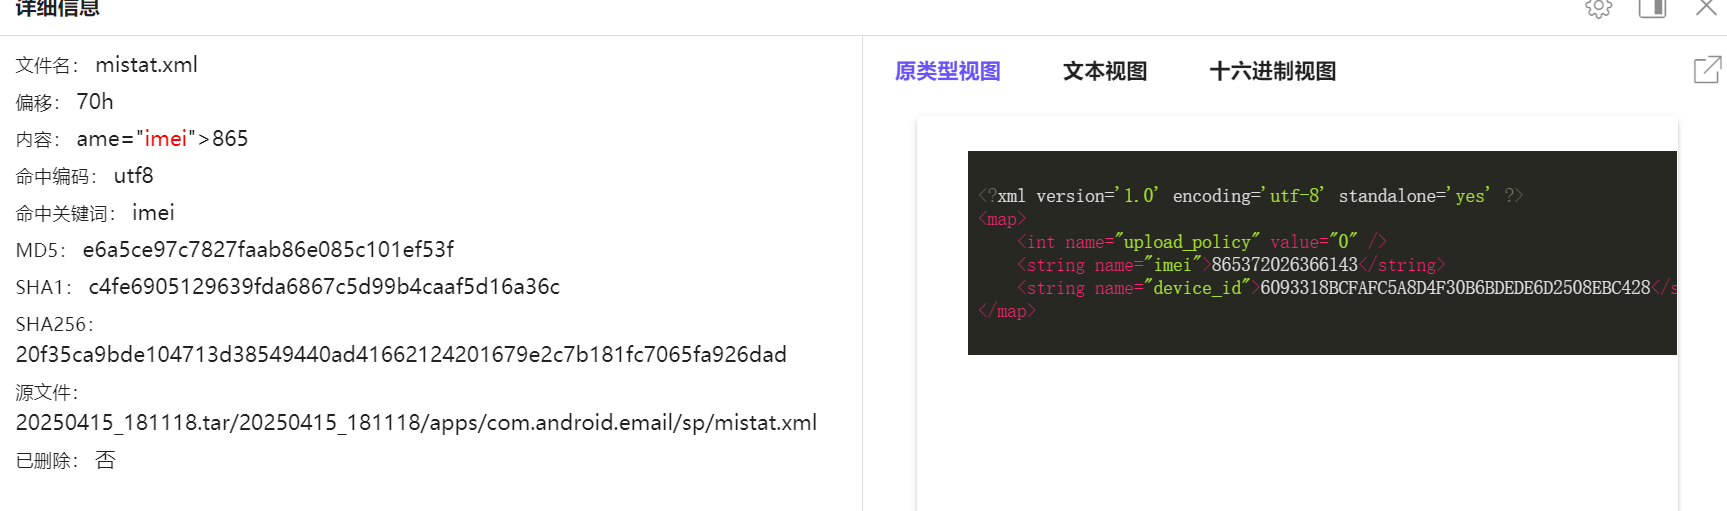 详细信息
文件名： mistat.xml
偏移： 70h
内容： ame="imei">865
命中编码： utf8
命中关键词： imei
MD5： e6a5ce97c7827faab86e085c101ef53f
SHA1： c4fe6905129639fda6867c5d99b4caaf5d16a36c
SHA256：
20f35ca9bde104713d38549440ad41662124201679e2c7b181fc7065fa926dad
源文件：
20250415_181118.tar/20250415_181118/apps/com.android.email/sp/mistat.xml
已删除： 否
原类型视图 文本视图 十六进制视图
<?xml version='1.0' encoding='utf-8' standalone='yes' ?>
<map>
    <int name="upload_policy" value="0" />
    <string name="imei">865372026366143</string>
    <string name="device_id">6093318BCFAFC5A8D4F30B6BDEDE6D2508EBC428</s
</map>